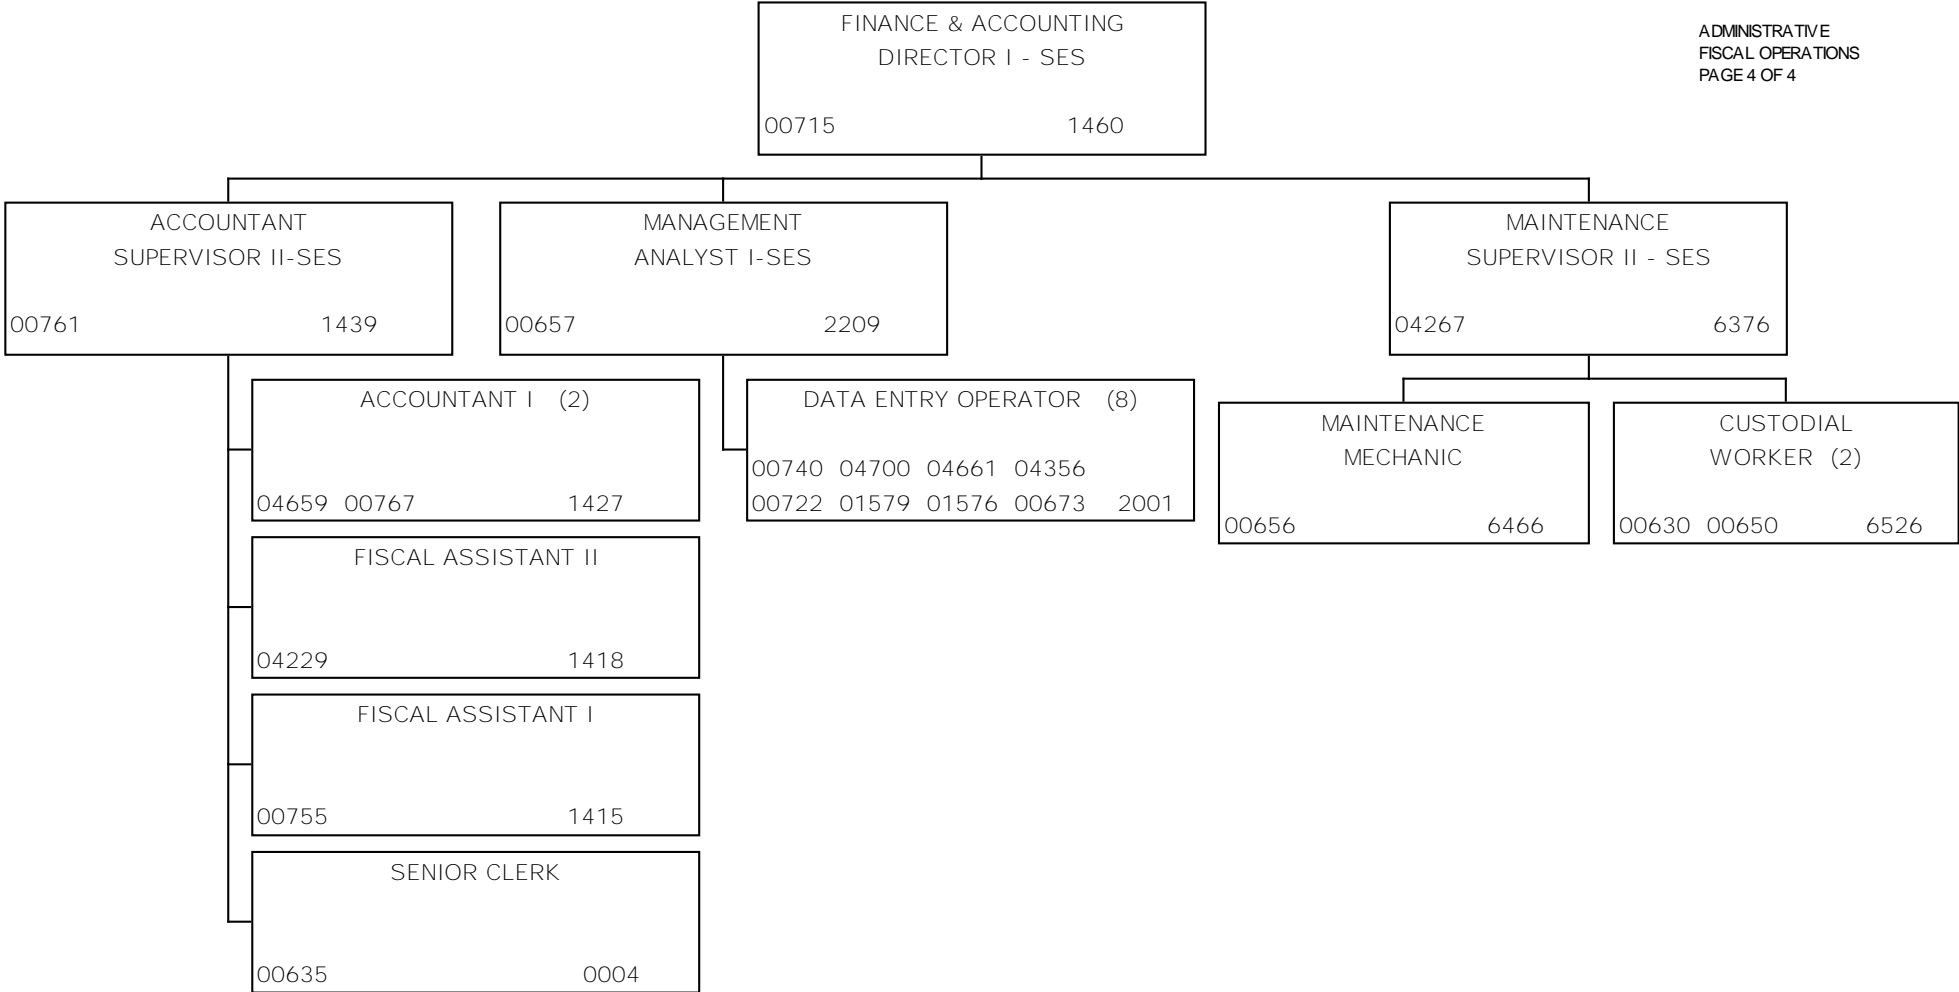 FINANCE & ACCOUNTING
DIRECTOR I - SES
00715 1460
ADMINISTRATIVE
FISCAL OPERATIONS
PAGE 4 OF 4
ACCOUNTANT
SUPERVISOR II-SES
00761 1439
MANAGEMENT
ANALYST I-SES
00657 2209
MAINTENANCE
SUPERVISOR II - SES
04267 6376
ACCOUNTANT I (2)
04659 00767 1427
DATA ENTRY OPERATOR (8)
00740 04700 04661 04356
00722 01579 01576 00673 2001
MAINTENANCE
MECHANIC
00656 6466
CUSTODIAL
WORKER (2)
00630 00650 6526
FISCAL ASSISTANT II
04229 1418
FISCAL ASSISTANT I
00755 1415
SENIOR CLERK
00635 0004